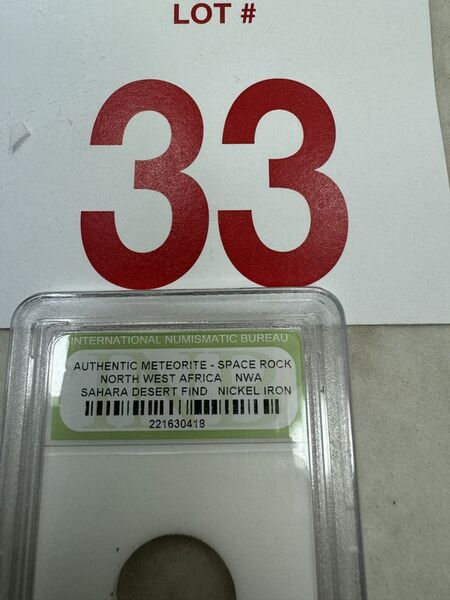 LOT #
33
INTERNATIONAL NUMISMATIC BUREAU
AUTHENTIC METEORITE - SPACE ROCK
NORTH WEST AFRICA NWA
SAHARA DESERT FIND NICKEL IRON
221630418